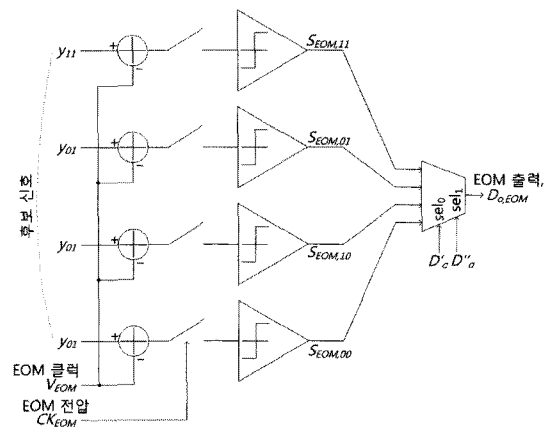 y11
+
−
SEOM,11
y01
+
−
SEOM,01
후보 신호
y01
+
−
SEOM,10
y01
+
−
SEOM,00
sel0
sel1
EOM 출력,
Do,EOM
D'c D"a
EOM 클럭
VEOM
EOM 전압
CKEOM